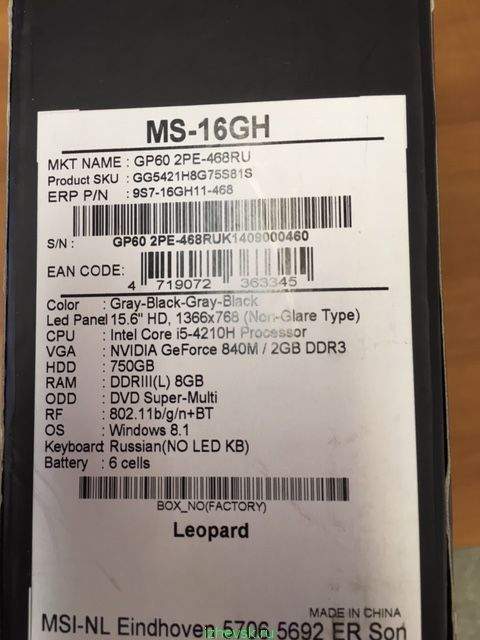 MS-16GH
MKT NAME : GP60 2PE-468RU
Product SKU : GG5421H8G75S81S
ERP P/N : 9S7-16GH11-468
S/N : GP60 2PE-468RUK1409000460
EAN CODE: 4 719072 363345
Color : Gray-Black-Gray-Black
Led Panel 15.6" HD, 1366x768 (Non-Glare Type)
CPU : Intel Core i5-4210H Processor
VGA : NVIDIA GeForce 840M / 2GB DDR3
HDD : 750GB
RAM : DDRIII(L) 8GB
ODD : DVD Super-Multi
RF : 802.11b/g/n+BT
OS : Windows 8.1
Keyboard: Russian(NO LED KB)
Battery : 6 cells
BOX_NO(FACTORY)
Leopard
MADE IN CHINA
MSI-NL Eindhoven 5706 5692 ER Son
izhevsk.ru